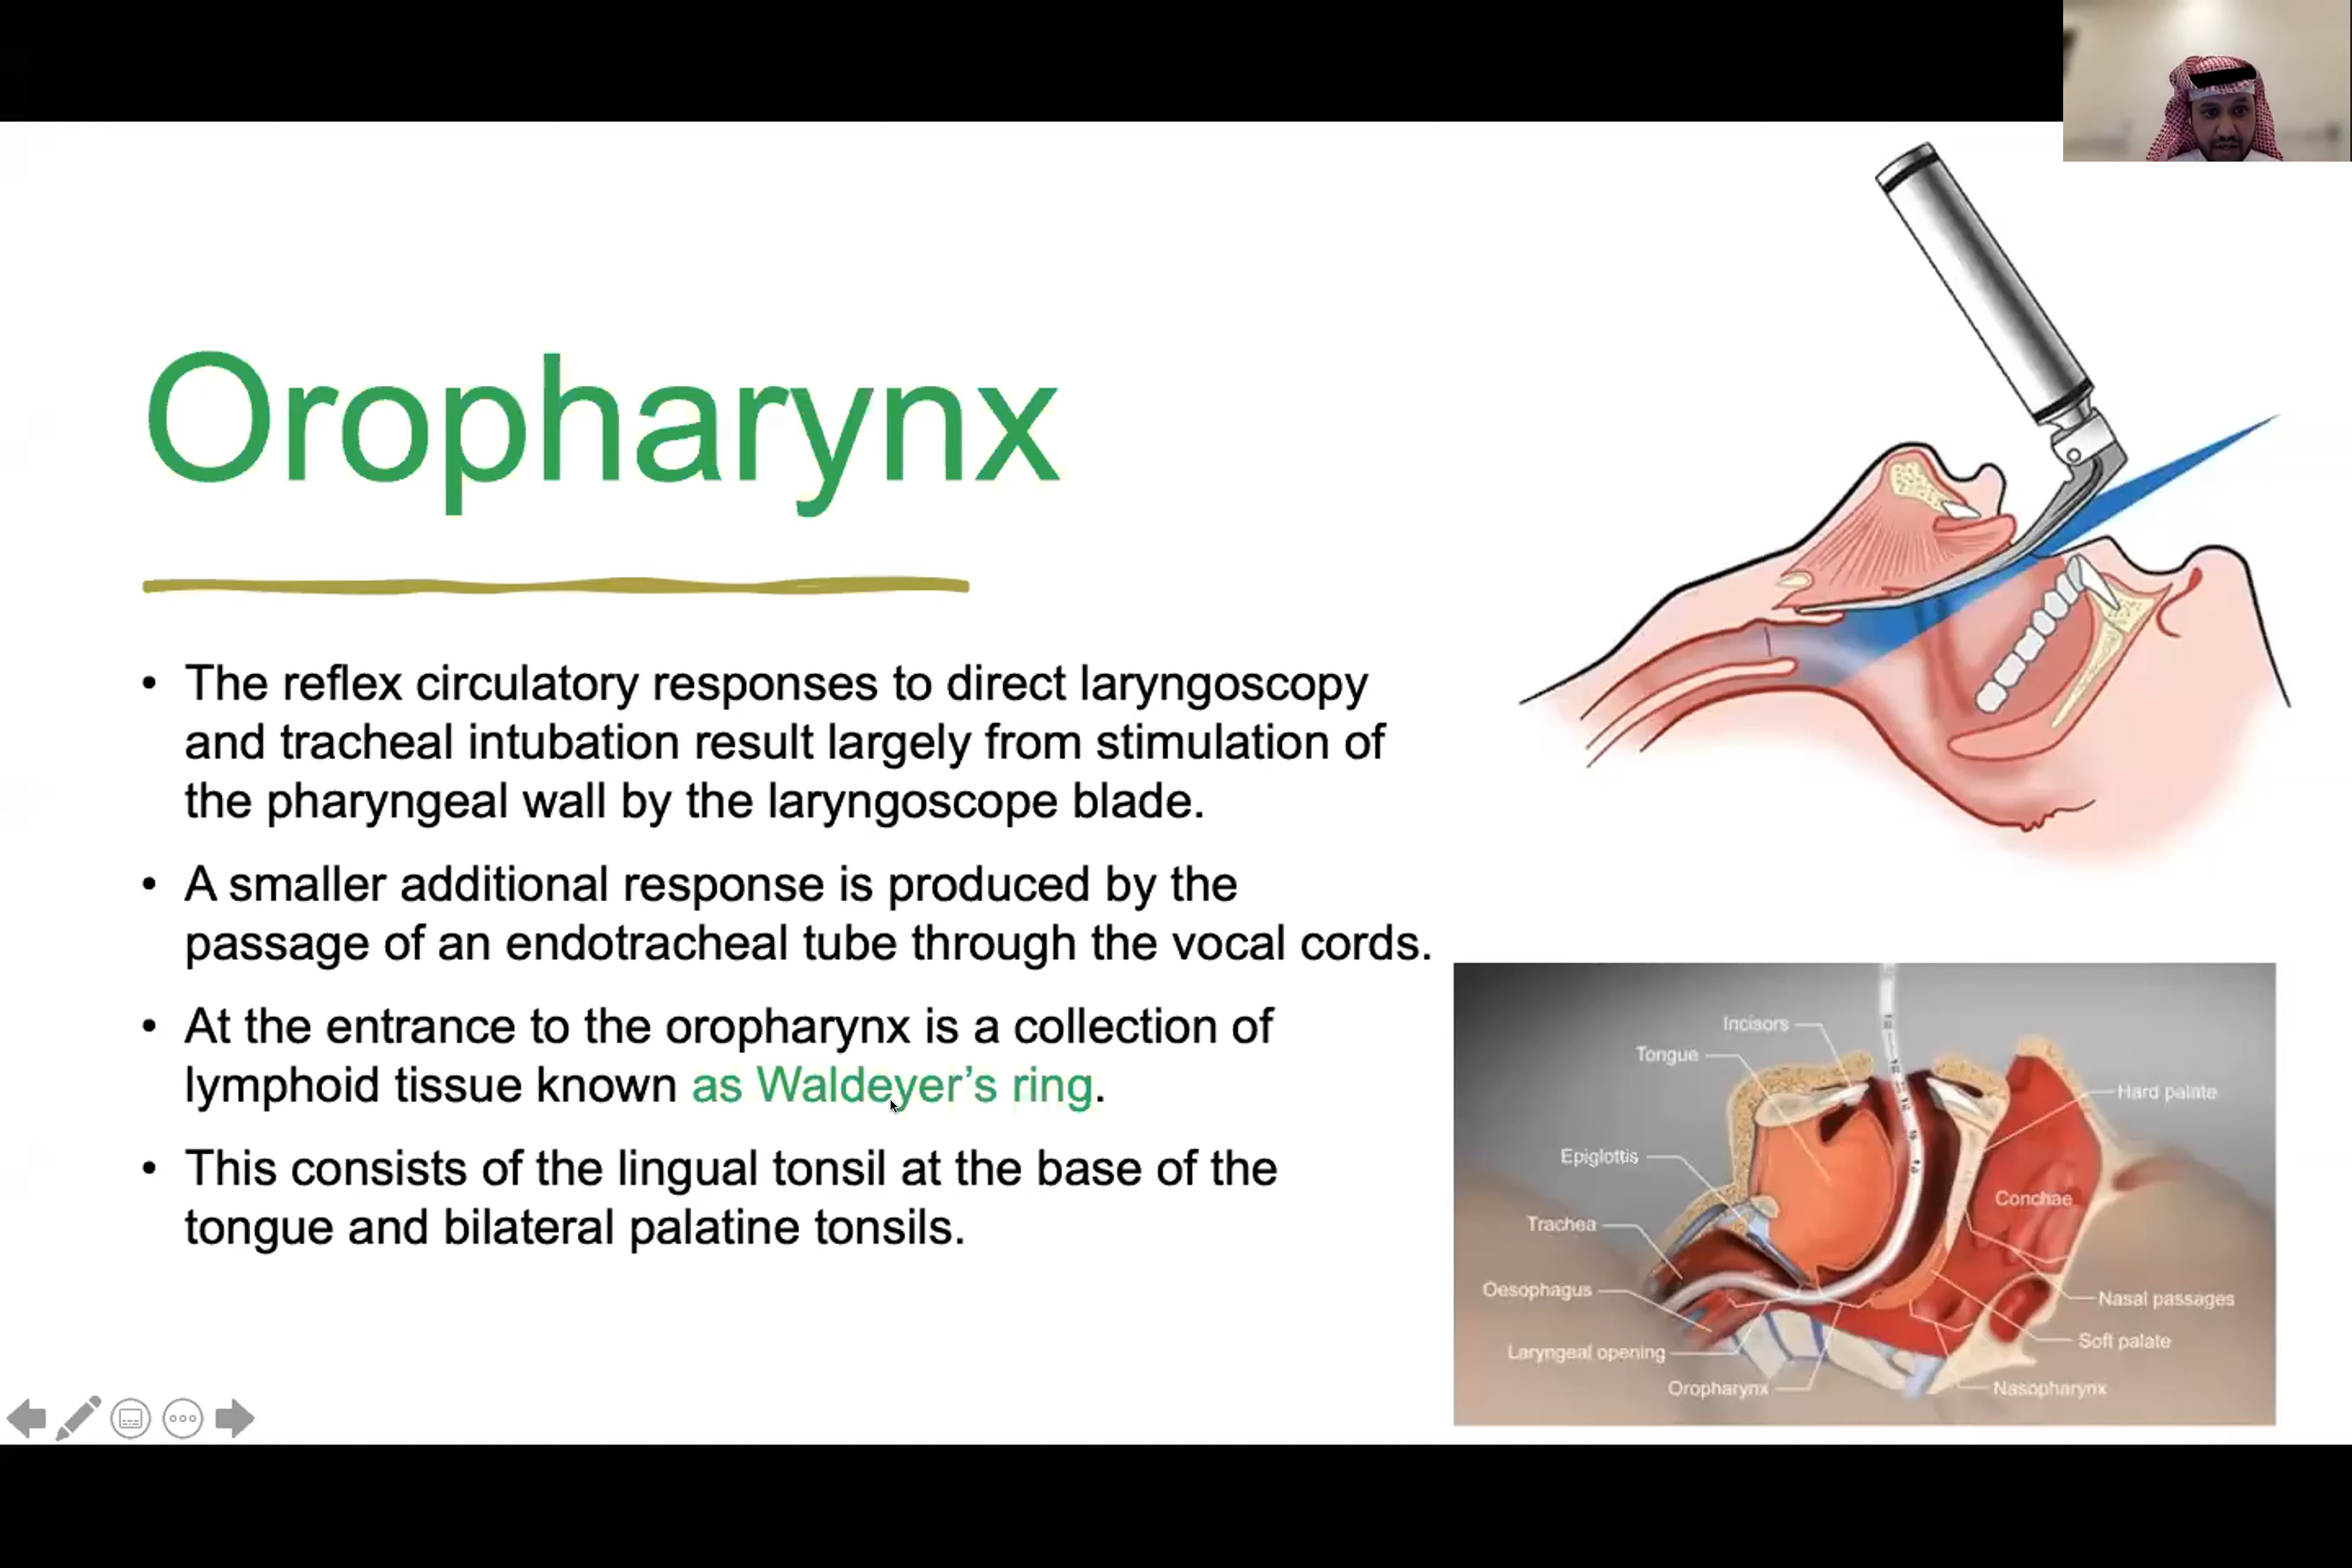 Oropharynx
• The reflex circulatory responses to direct laryngoscopy
and tracheal intubation result largely from stimulation of
the pharyngeal wall by the laryngoscope blade.
• A smaller additional response is produced by the
passage of an endotracheal tube through the vocal cords.
• At the entrance to the oropharynx is a collection of
lymphoid tissue known as Waldeyer’s ring.
• This consists of the lingual tonsil at the base of the
tongue and bilateral palatine tonsils.
Incisors
Tongue
Hard palate
Epiglottis
Conchae
Trachea
Oesophagus
Nasal passages
Soft palate
Laryngeal opening
Oropharynx
Nasopharynx